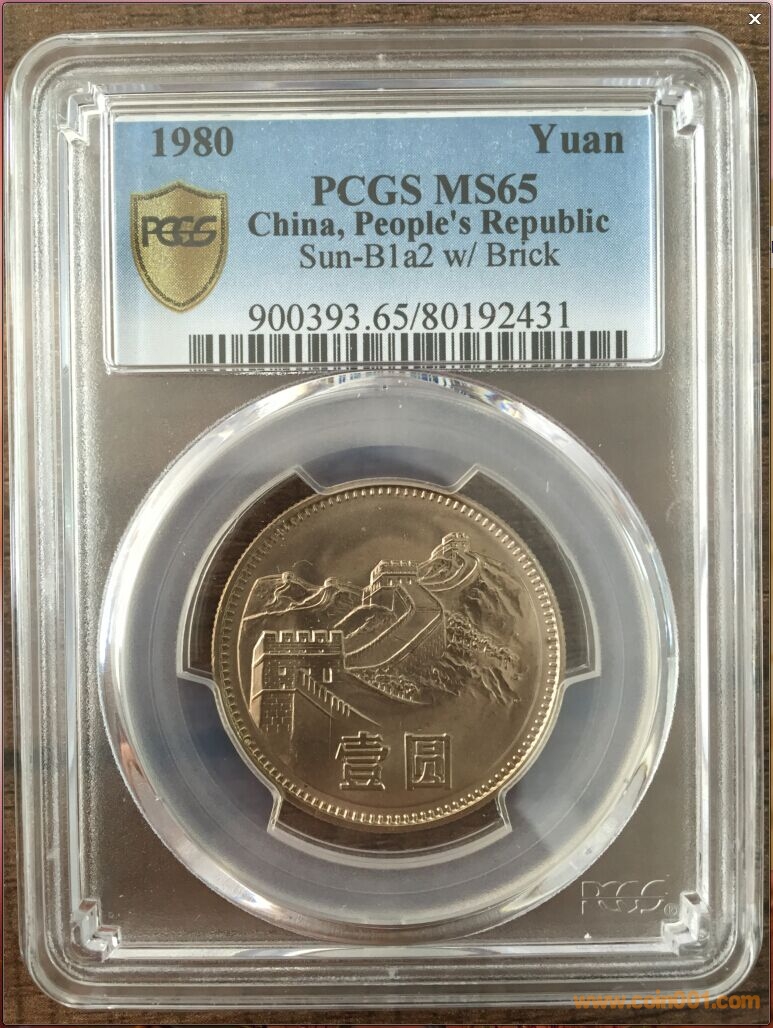 1980 Yuan
PCGS MS65
PCGS
China, People's Republic
Sun-B1a2 w/ Brick
900393.65/80192431
壹圆
PCGS
www.coin001.com